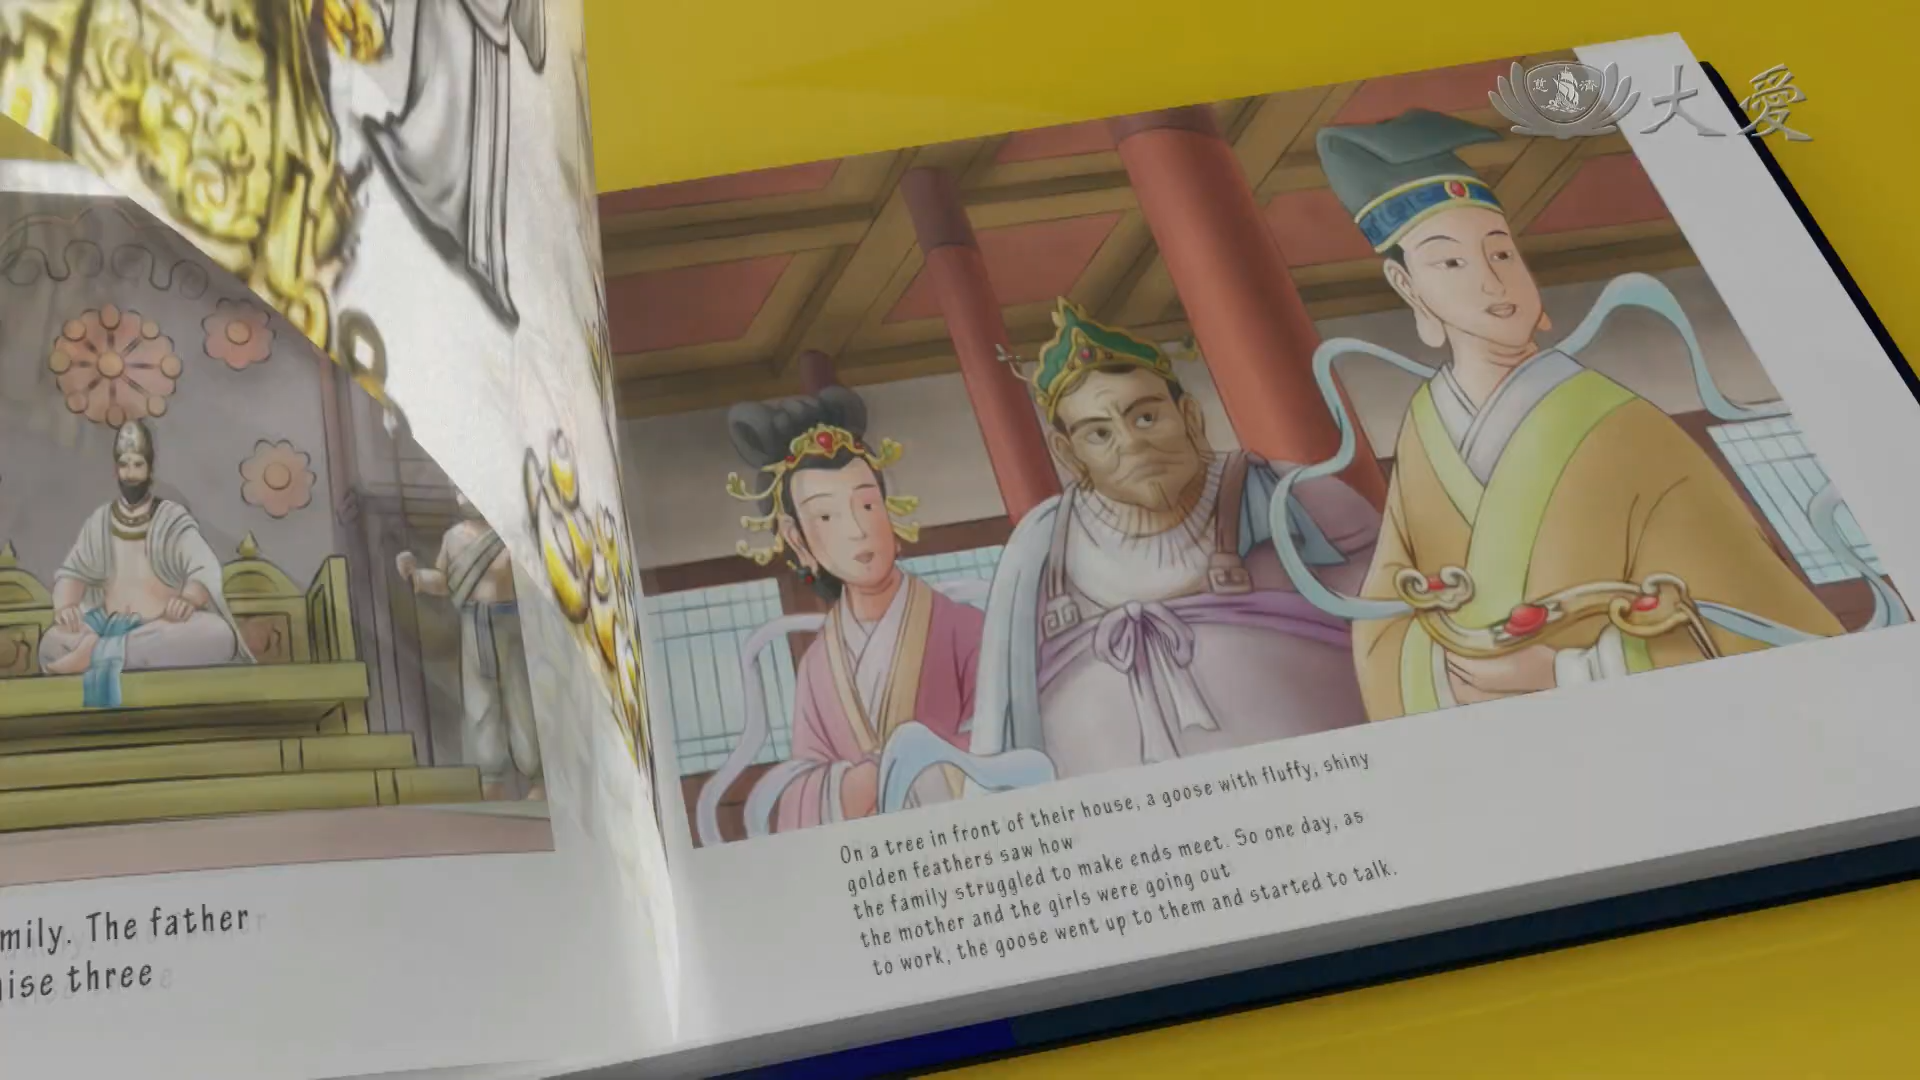 慈濟
大愛
mily. The father
ise three
On a tree in front of their house, a goose with fluffy, shiny
golden feathers saw how
the family struggled to make ends meet. So one day, as
the mother and the girls were going out
to work, the goose went up to them and started to talk.